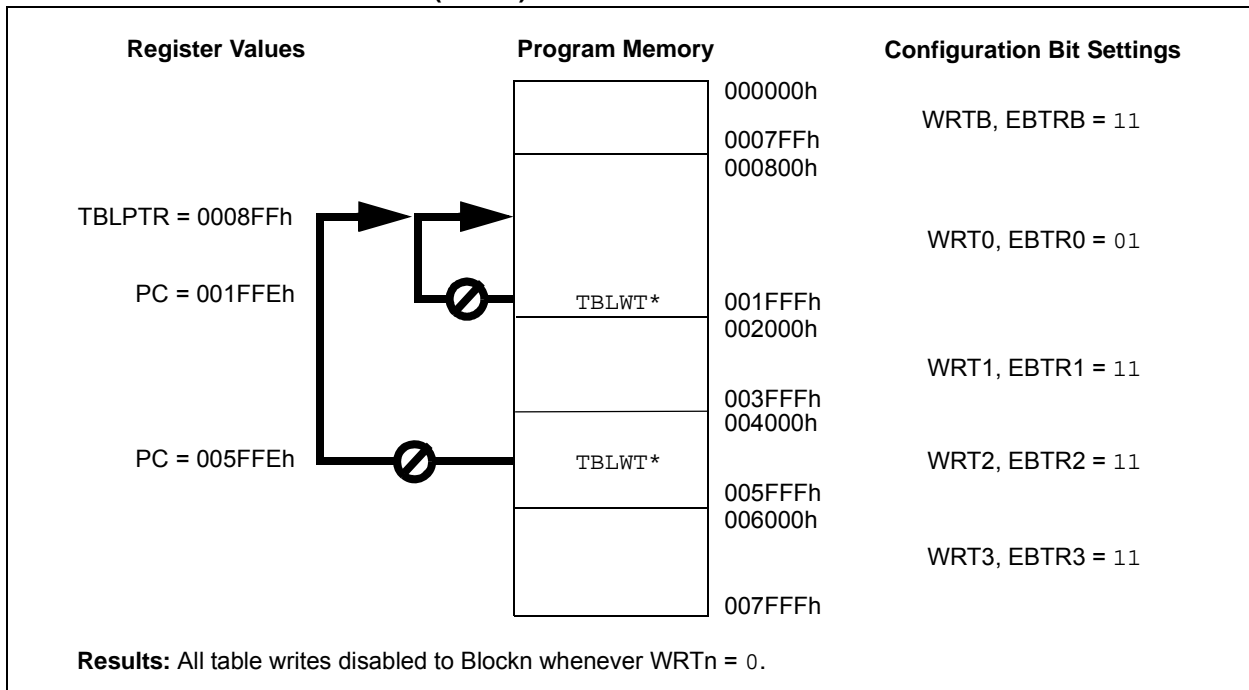 Register Values Program Memory Configuration Bit Settings
000000h
WRTB, EBTRB = 11
0007FFh
000800h
TBLPTR = 0008FFh
WRT0, EBTR0 = 01
PC = 001FFEh
TBLWT* 001FFFh
002000h
WRT1, EBTR1 = 11
003FFFh
004000h
PC = 005FFEh TBLWT* WRT2, EBTR2 = 11
005FFFh
006000h
WRT3, EBTR3 = 11
007FFFh
Results: All table writes disabled to Blockn whenever WRTn = 0.